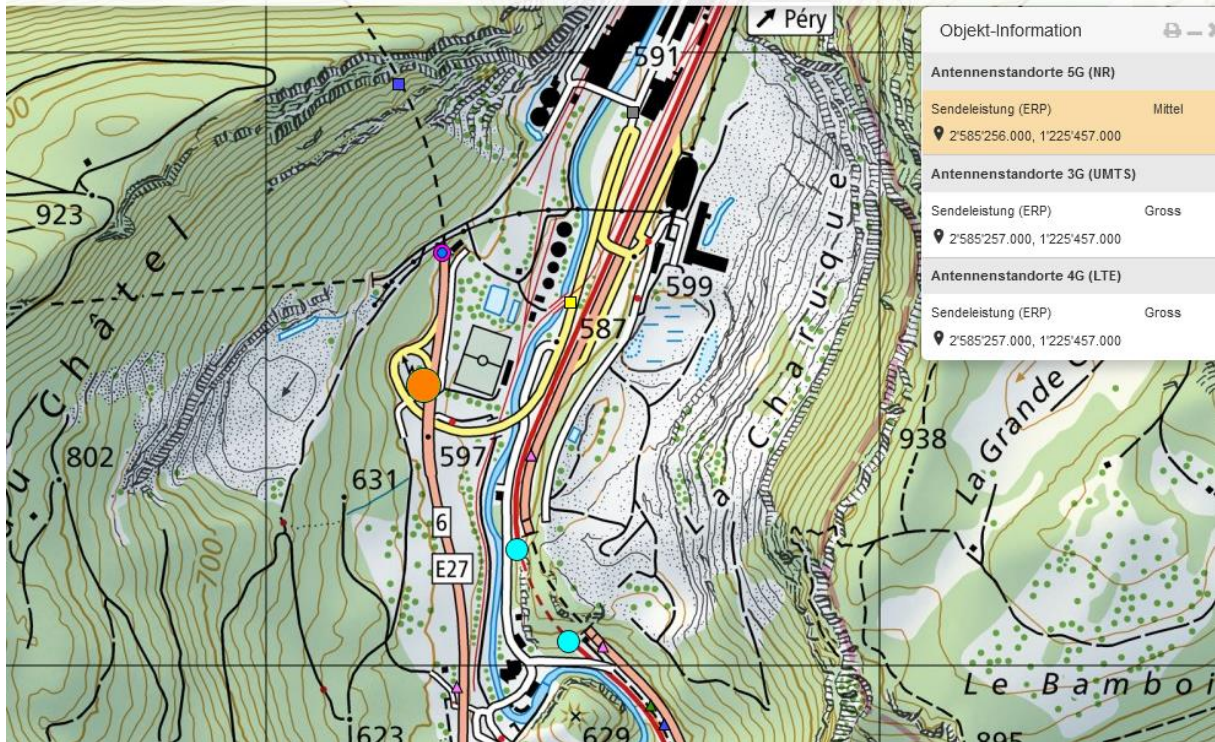 Péry
591
923
599
587
Châtel
La Charuque
802
597
631
938
La Grande C
6
E27
700
Le Bamboi
623
629
895
00
Objekt-Information
Antennenstandorte 5G (NR)
Sendeleistung (ERP) Mittel
2'585'256.000, 1'225'457.000
Antennenstandorte 3G (UMTS)
Sendeleistung (ERP) Gross
2'585'257.000, 1'225'457.000
Antennenstandorte 4G (LTE)
Sendeleistung (ERP) Gross
2'585'257.000, 1'225'457.000